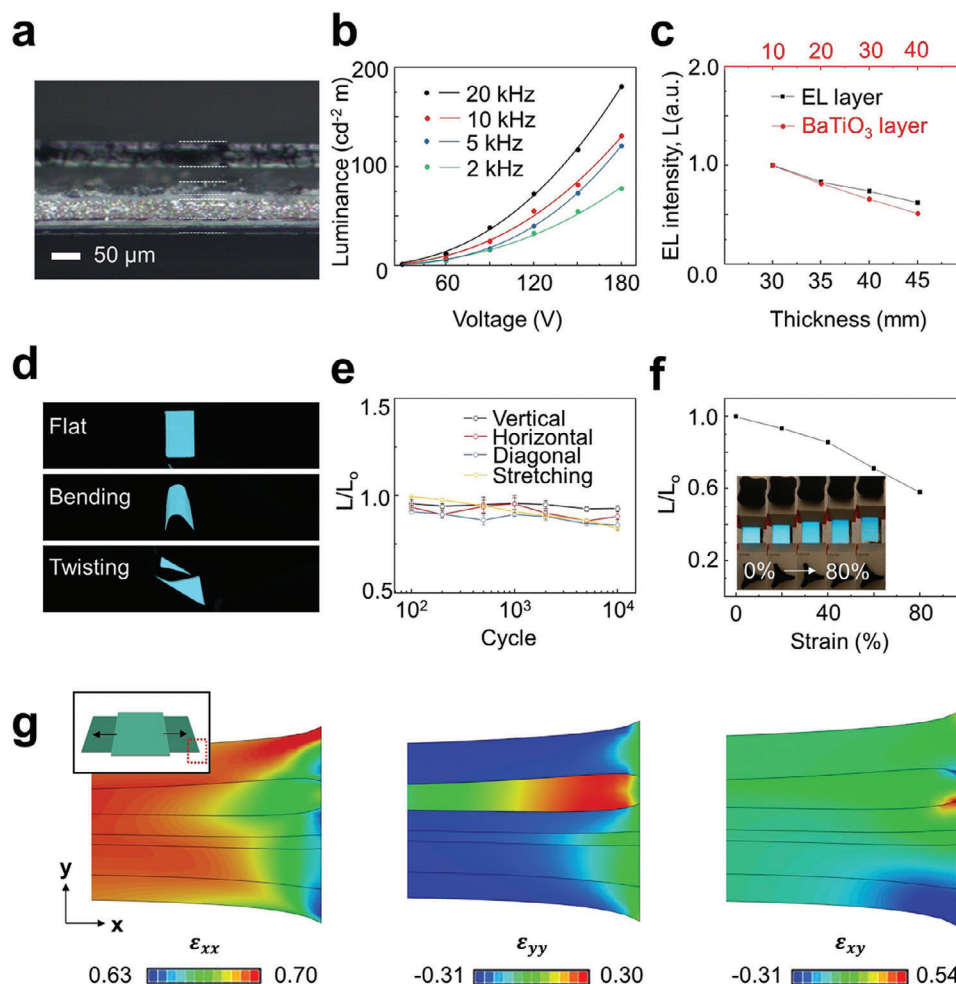 a
50 μm
b
Luminance (cd⁻² m)
200
100
0
20 kHz
10 kHz
5 kHz
2 kHz
60
120
180
Voltage (V)
c
10 20 30 40
EL intensity, L(a.u.)
2.0
1.0
0.0
EL layer
BaTiO₃ layer
30 35 40 45
Thickness (mm)
d
Flat
Bending
Twisting
e
L/Lₒ
1.5
1.0
0.5
Vertical
Horizontal
Diagonal
Stretching
10² 10³ 10⁴
Cycle
f
L/Lₒ
1.0
0.6
0.2
0% → 80%
0 40 80
Strain (%)
g
y
x
εxx
0.63 0.70
εyy
-0.31 0.30
εxy
-0.31 0.54